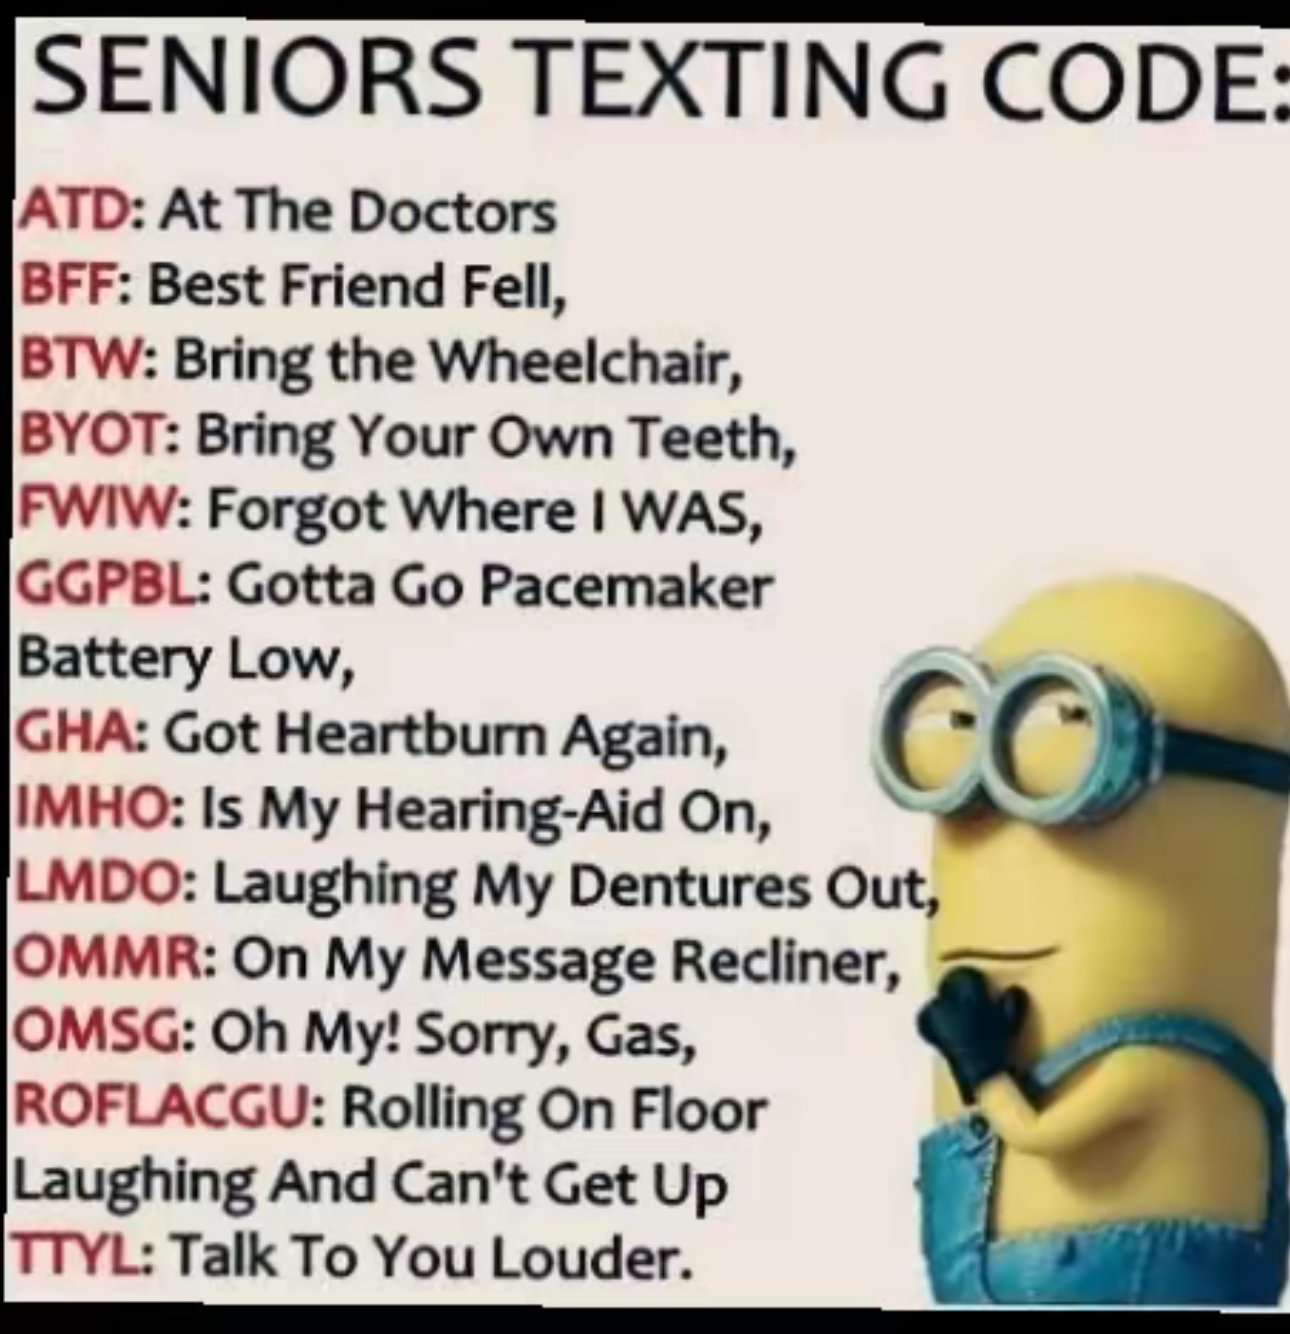 SENIORS TEXTING CODE:
ATD: At The Doctors
BFF: Best Friend Fell,
BTW: Bring the Wheelchair,
BYOT: Bring Your Own Teeth,
FWIW: Forgot Where I WAS,
GGPBL: Gotta Go Pacemaker
Battery Low,
GHA: Got Heartburn Again,
IMHO: Is My Hearing-Aid On,
LMDO: Laughing My Dentures Out,
OMMR: On My Message Recliner,
OMSG: Oh My! Sorry, Gas,
ROFLACGU: Rolling On Floor
Laughing And Can't Get Up
TTYL: Talk To You Louder.